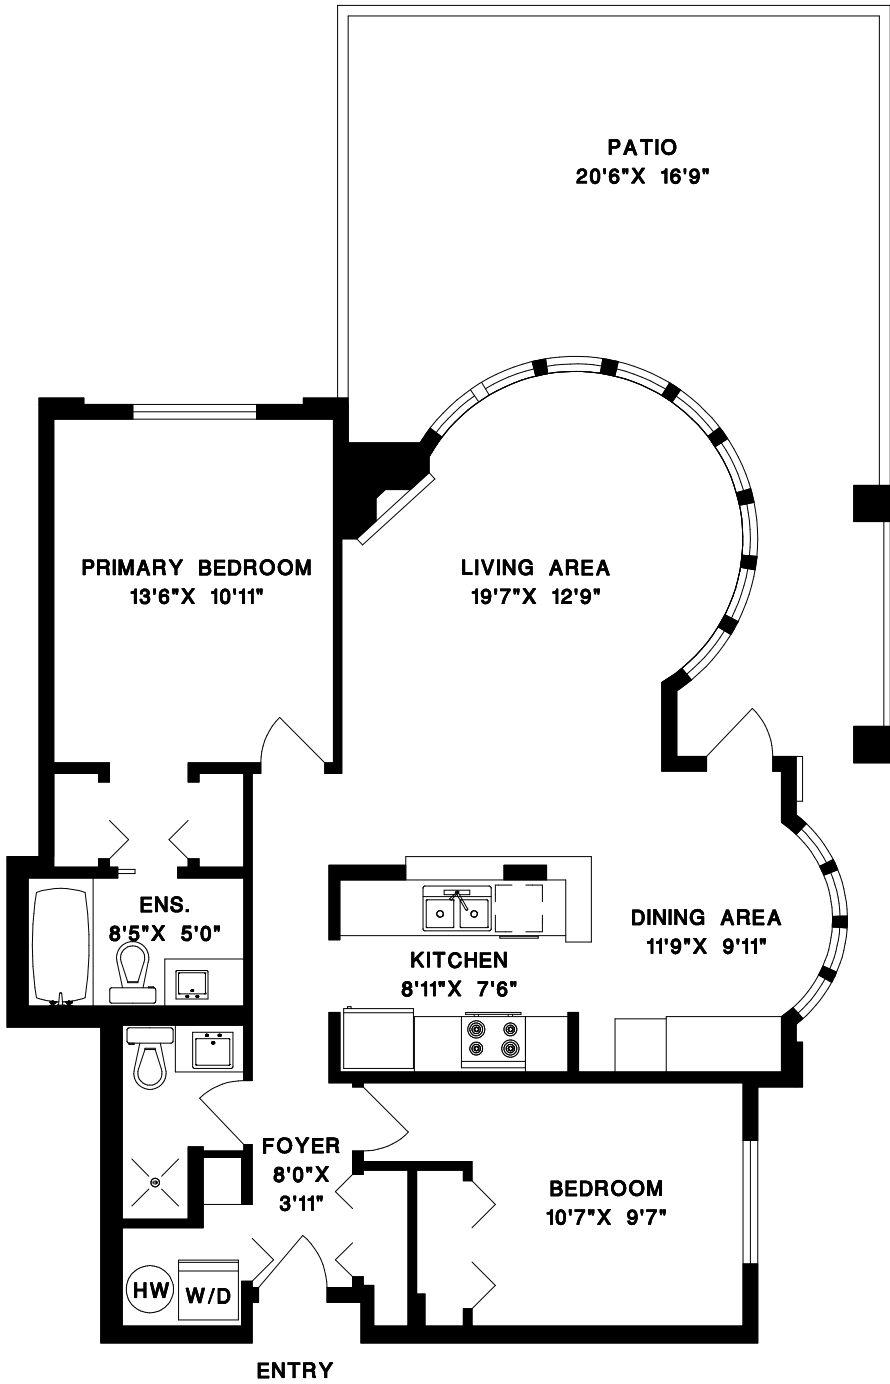 PATIO
20'6"X 16'9"
PRIMARY BEDROOM
13'6"X 10'11"
LIVING AREA
19'7"X 12'9"
ENS.
8'5"X 5'0"
DINING AREA
11'9"X 9'11"
KITCHEN
8'11"X 7'6"
FOYER
8'0"X
3'11"
BEDROOM
10'7"X 9'7"
HW
W/D
ENTRY